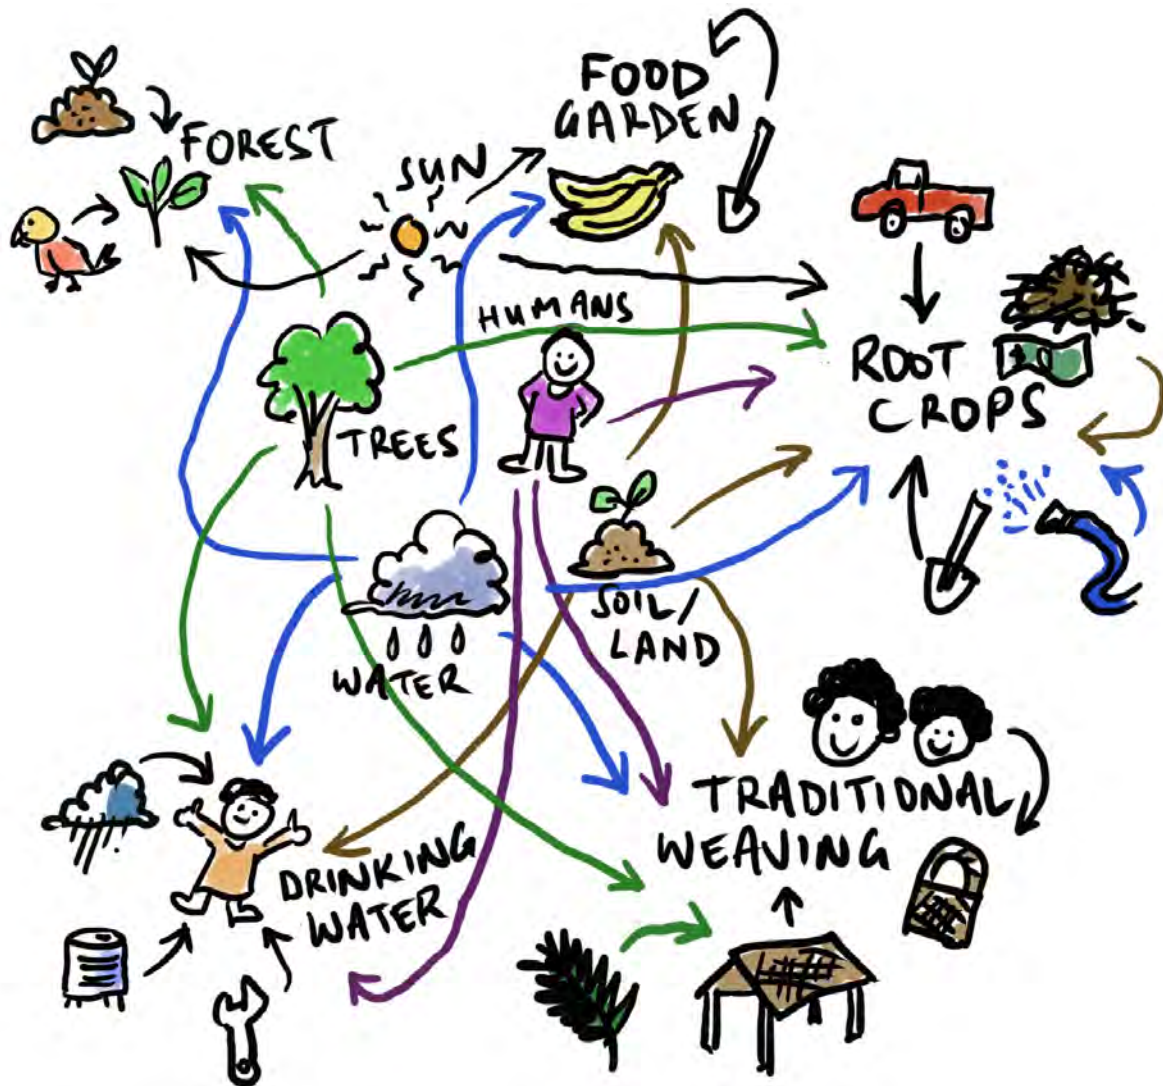 FOOD
GARDEN
FOREST
SUN
HUMANS
ROOT
CROPS
TREES
SOIL/
LAND
WATER
TRADITIONAL
WEAVING
DRINKING
WATER